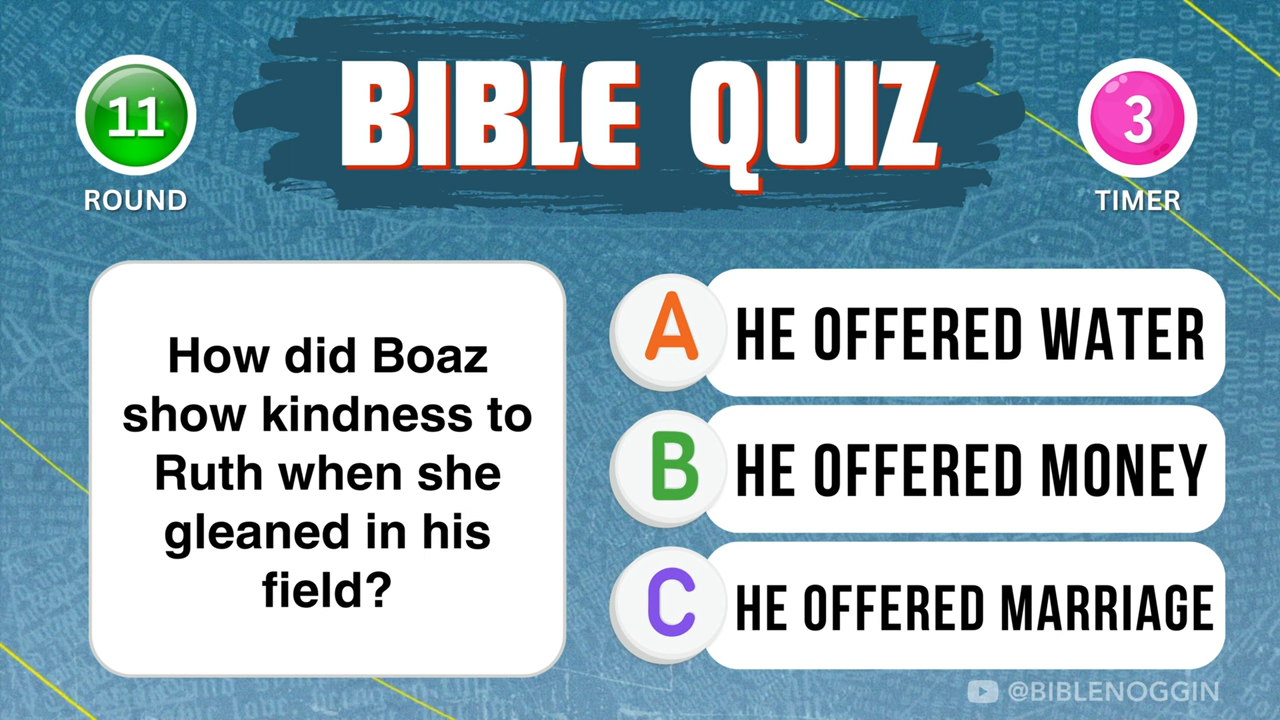 BIBLE QUIZ
11
ROUND
3
TIMER
How did Boaz
show kindness to
Ruth when she
gleaned in his
field?
A HE OFFERED WATER
B HE OFFERED MONEY
C HE OFFERED MARRIAGE
@BIBLENOGGIN